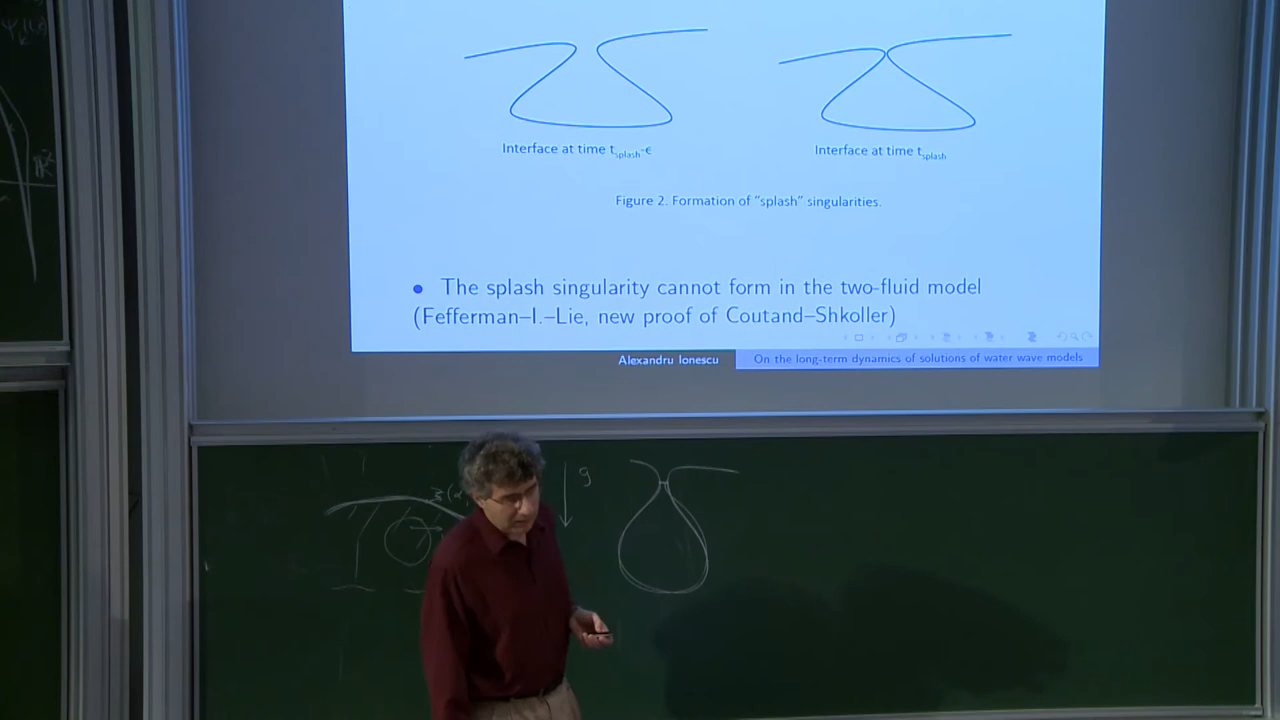 Interface at time t_splash-€
Interface at time t_splash
Figure 2. Formation of "splash" singularities.
• The splash singularity cannot form in the two-fluid model
(Fefferman–I.–Lie, new proof of Coutand–Shkoller)
Alexandru Ionescu
On the long-term dynamics of solutions of water wave models
g